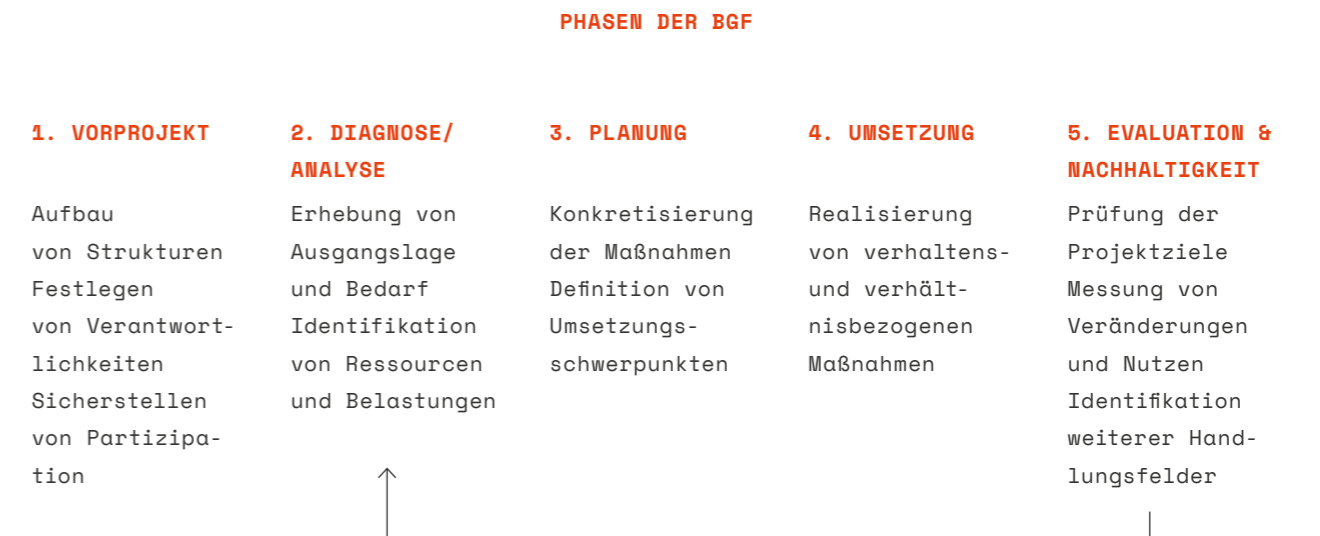 PHASEN DER BGF
1. VORPROJEKT
Aufbau
von Strukturen
Festlegen
von Verantwort-
lichkeiten
Sicherstellen
von Partizipa-
tion
2. DIAGNOSE/
ANALYSE
Erhebung von
Ausgangslage
und Bedarf
Identifikation
von Ressourcen
und Belastungen
3. PLANUNG
Konkretisierung
der Maßnahmen
Definition von
Umsetzungs-
schwerpunkten
4. UMSETZUNG
Realisierung
von verhaltens-
und verhält-
nisbezogenen
Maßnahmen
5. EVALUATION &
NACHHALTIGKEIT
Prüfung der
Projektziele
Messung von
Veränderungen
und Nutzen
Identifikation
weiterer Hand-
lungsfelder